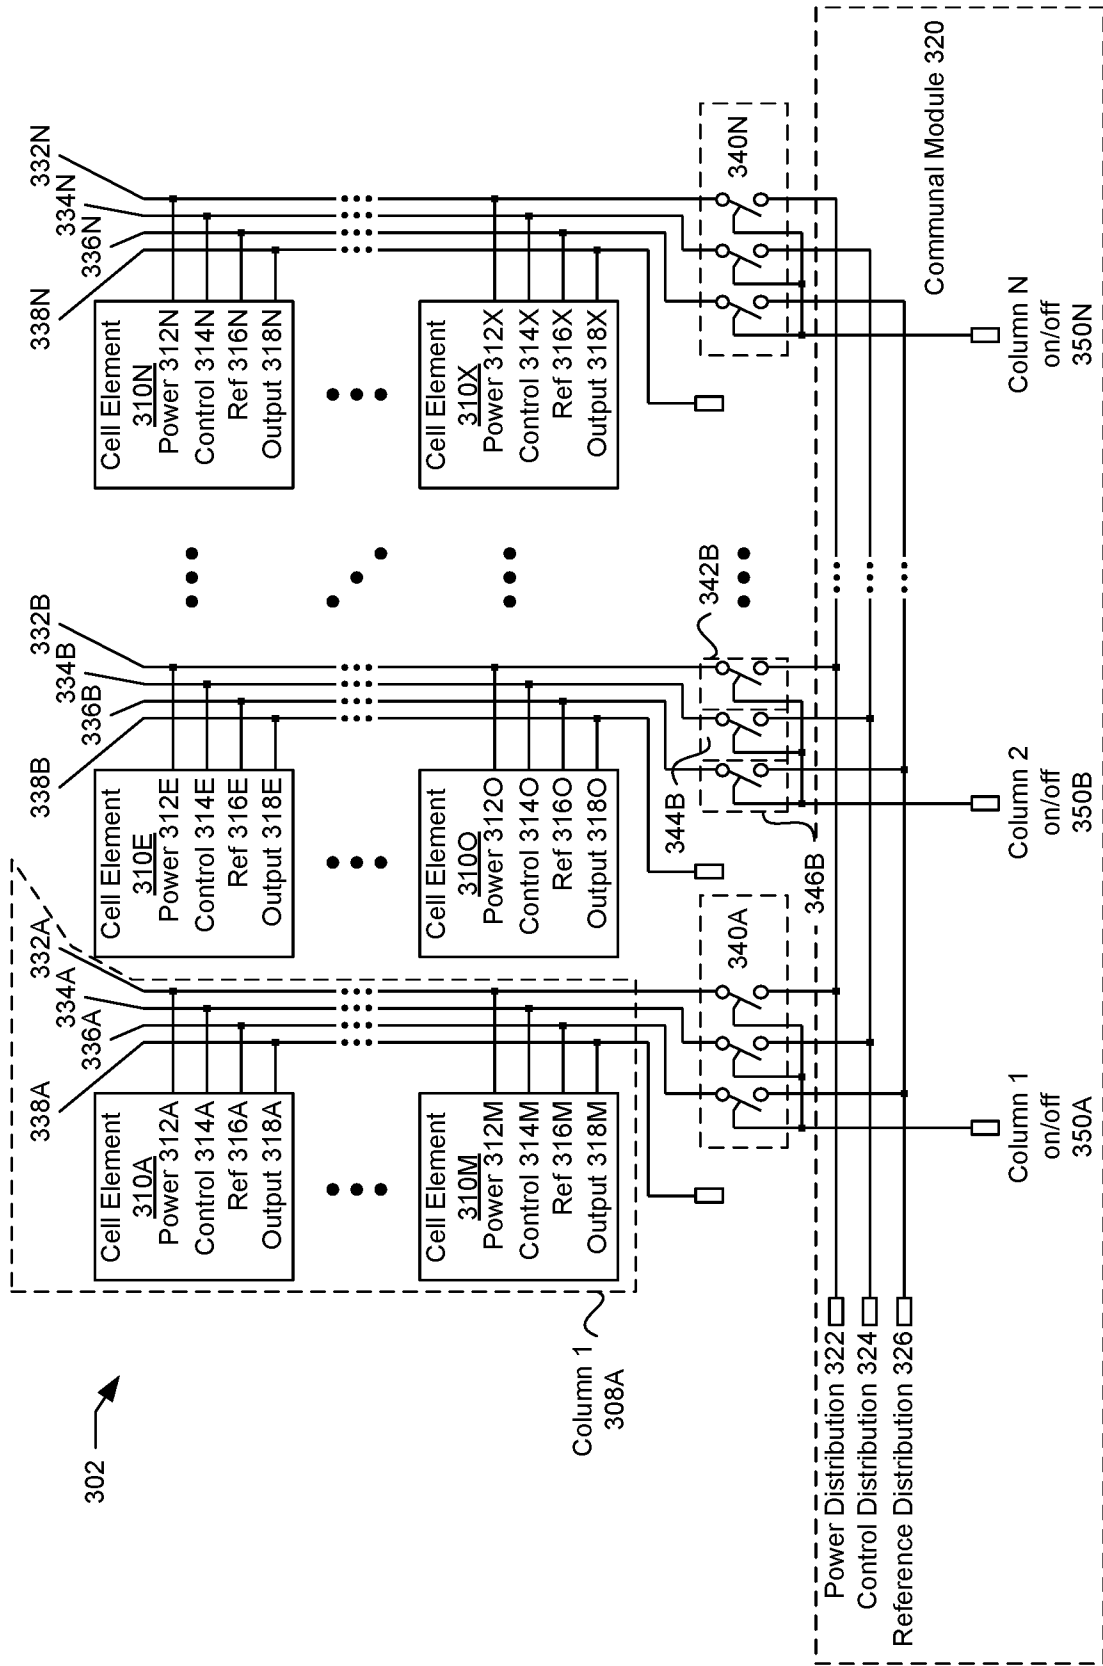 302
Column 1
308A
338A
336A
334A
332A
338B
336B
334B
332B
338N
336N
334N
332N
Cell Element
310A
Power 312A
Control 314A
Ref 316A
Output 318A
Cell Element
310E
Power 312E
Control 314E
Ref 316E
Output 318E
Cell Element
310N
Power 312N
Control 314N
Ref 316N
Output 318N
Cell Element
310M
Power 312M
Control 314M
Ref 316M
Output 318M
Cell Element
310O
Power 312O
Control 314O
Ref 316O
Output 318O
Cell Element
310X
Power 312X
Control 314X
Ref 316X
Output 318X
340A
344B
342B
346B
340N
Power Distribution 322
Control Distribution 324
Reference Distribution 326
Communal Module 320
Column 1
on/off
350A
Column 2
on/off
350B
Column N
on/off
350N